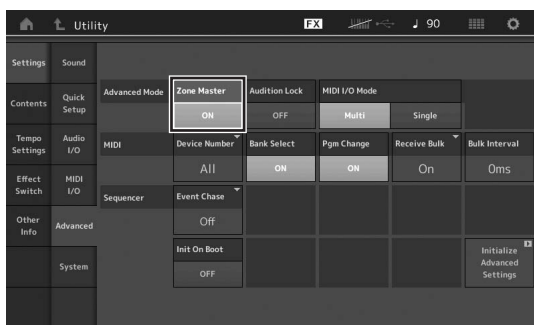 Utility FX 90
Settings Sound
Advanced Mode Zone Master Audition Lock MIDI I/O Mode
Contents Quick Setup
ON OFF Multi Single
Tempo Settings Audio I/O MIDI Device Number Bank Select Pgm Change Receive Bulk Bulk Interval
All ON ON On 0ms
Effect Switch MIDI I/O
Sequencer Event Chase
Other Info Advanced Off
Init On Boot Initialize Advanced Settings
System OFF